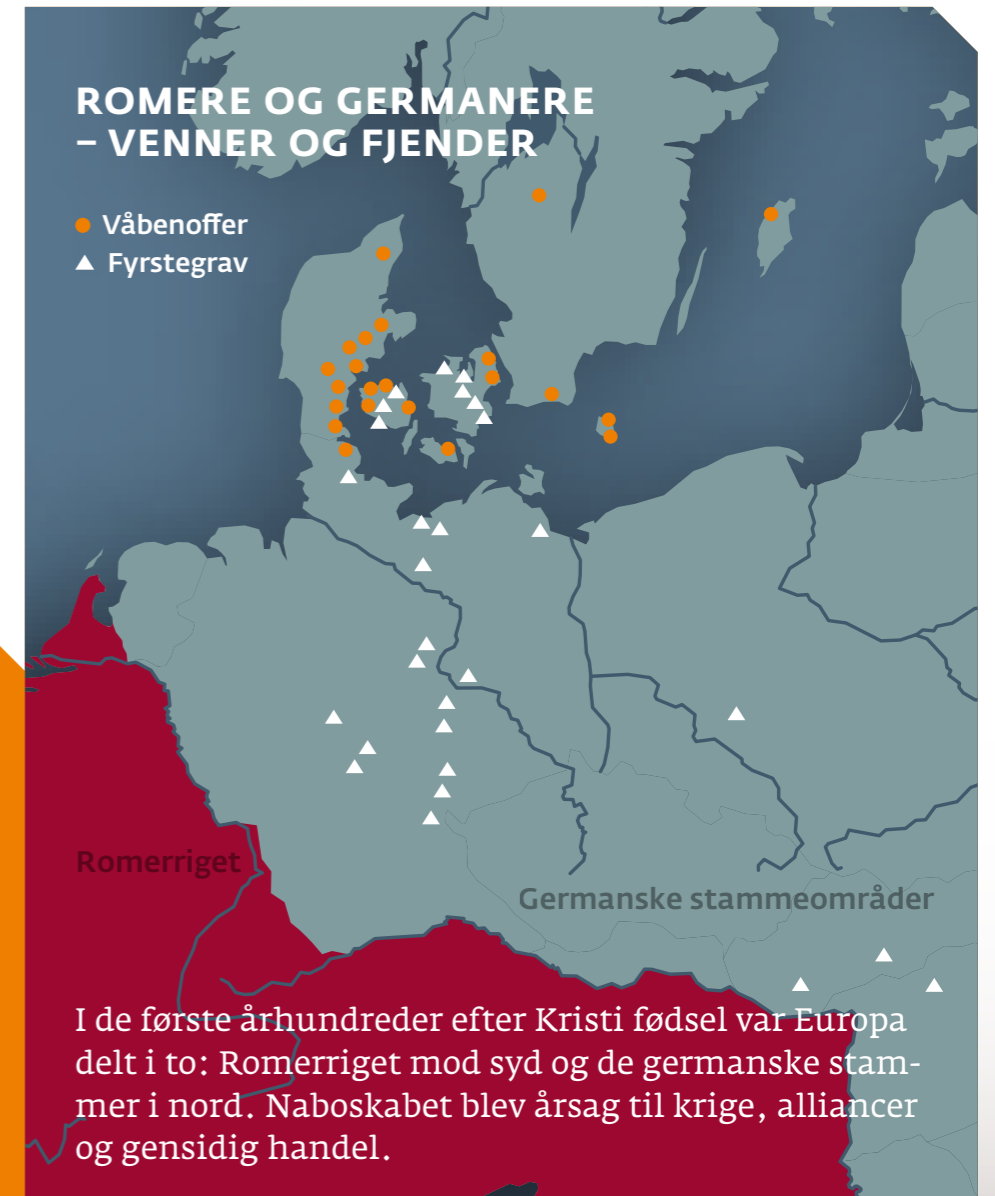 ROMERE OG GERMANERE
– VENNER OG FJENDER
Våbenoffer
Fyrstegrav
Romerriget
Germanske stammeområder
I de første århundreder efter Kristi fødsel var Europa
delt i to: Romerriget mod syd og de germanske stam-
mer i nord. Naboskabet blev årsag til krige, alliancer
og gensidig handel.